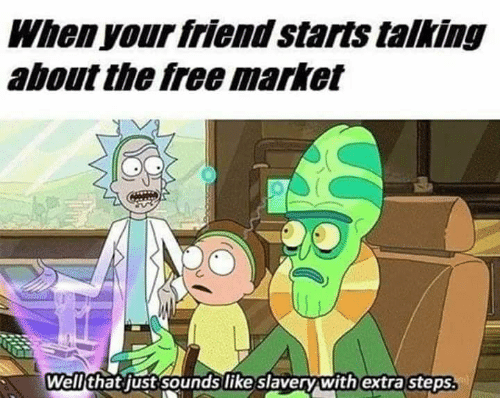 When your friend starts talking
about the free market
Well that just sounds like slavery with extra steps.